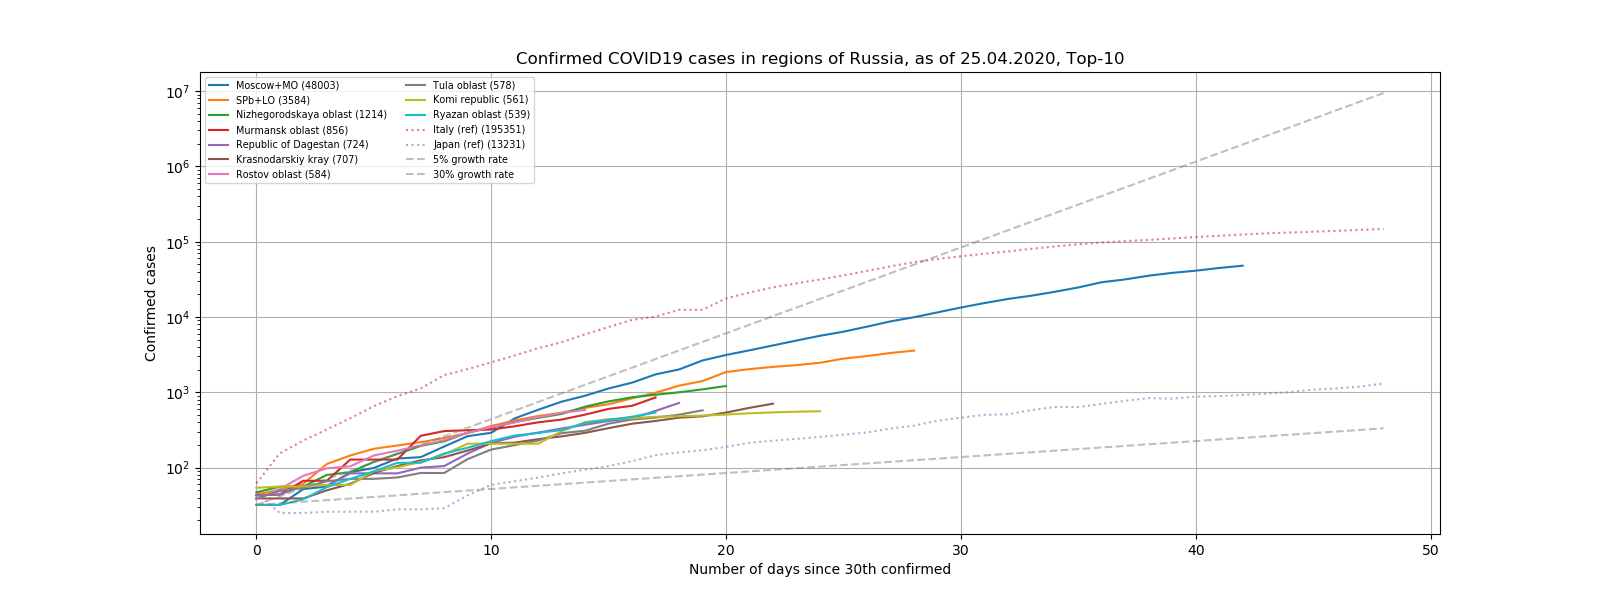 Confirmed COVID19 cases in regions of Russia, as of 25.04.2020, Top-10
Moscow+MO (48003)
SPb+LO (3584)
Nizhegorodskaya oblast (1214)
Murmansk oblast (856)
Republic of Dagestan (724)
Krasnodarskiy kray (707)
Rostov oblast (584)
Tula oblast (578)
Komi republic (561)
Ryazan oblast (539)
Italy (ref) (195351)
Japan (ref) (13231)
5% growth rate
30% growth rate
Confirmed cases
10⁷
10⁶
10⁵
10⁴
10³
10²
0 10 20 30 40 50
Number of days since 30th confirmed